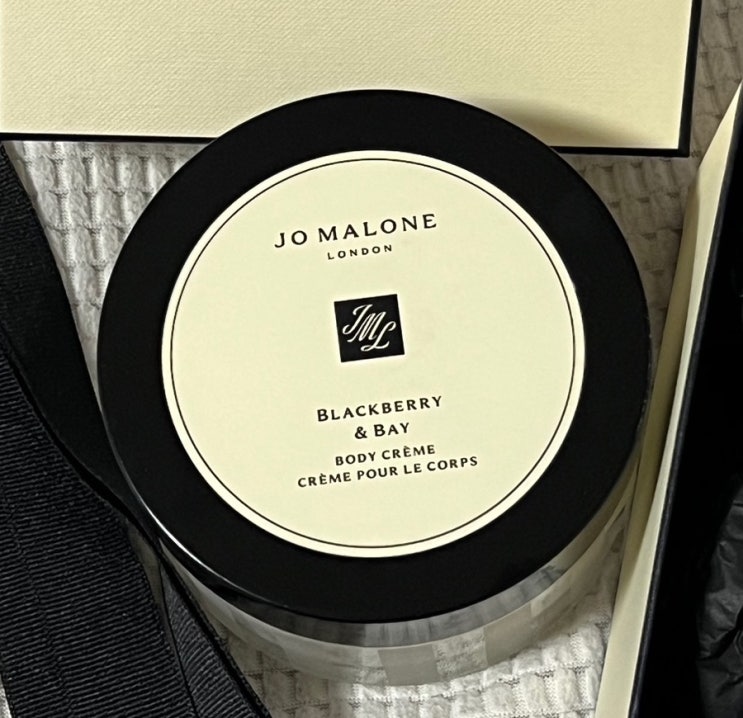 JO MALONE
LONDON
JML
BLACKBERRY
& BAY
BODY CRÈME
CRÈME POUR LE CORPS